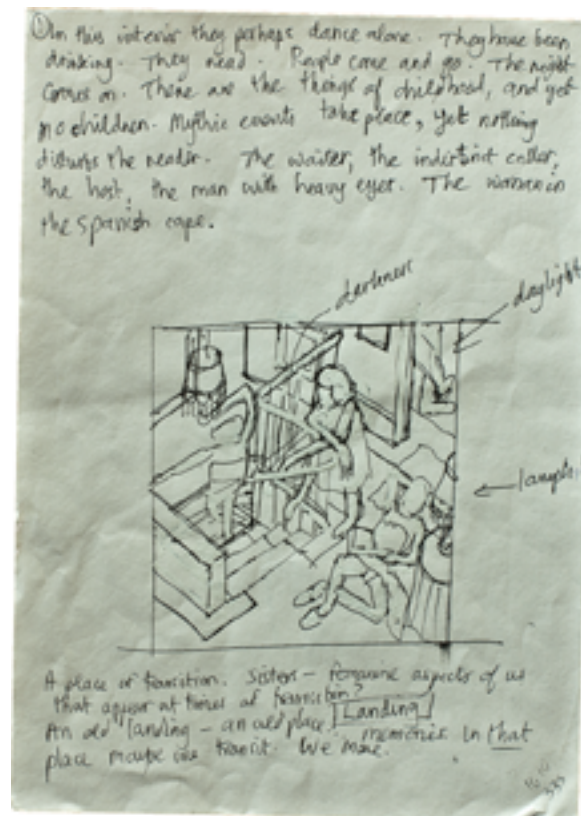 ① In this interior they perhaps dance alone. They have been
drinking. They read. People come and go. The night
comes on. There are the things of childhood, and yet
no children. Mythic events take place, yet nothing
disturbs the reader. The waiter, the indistinct caller,
the host, the man with heavy eyes. The woman in
the Spanish cape.
darkness
daylight
A place of transition. Sisters – feminine aspects of us
that appear at times of transition?
Landing
An old 'landing' – an old place. memories in that
place maybe in transit. We move.